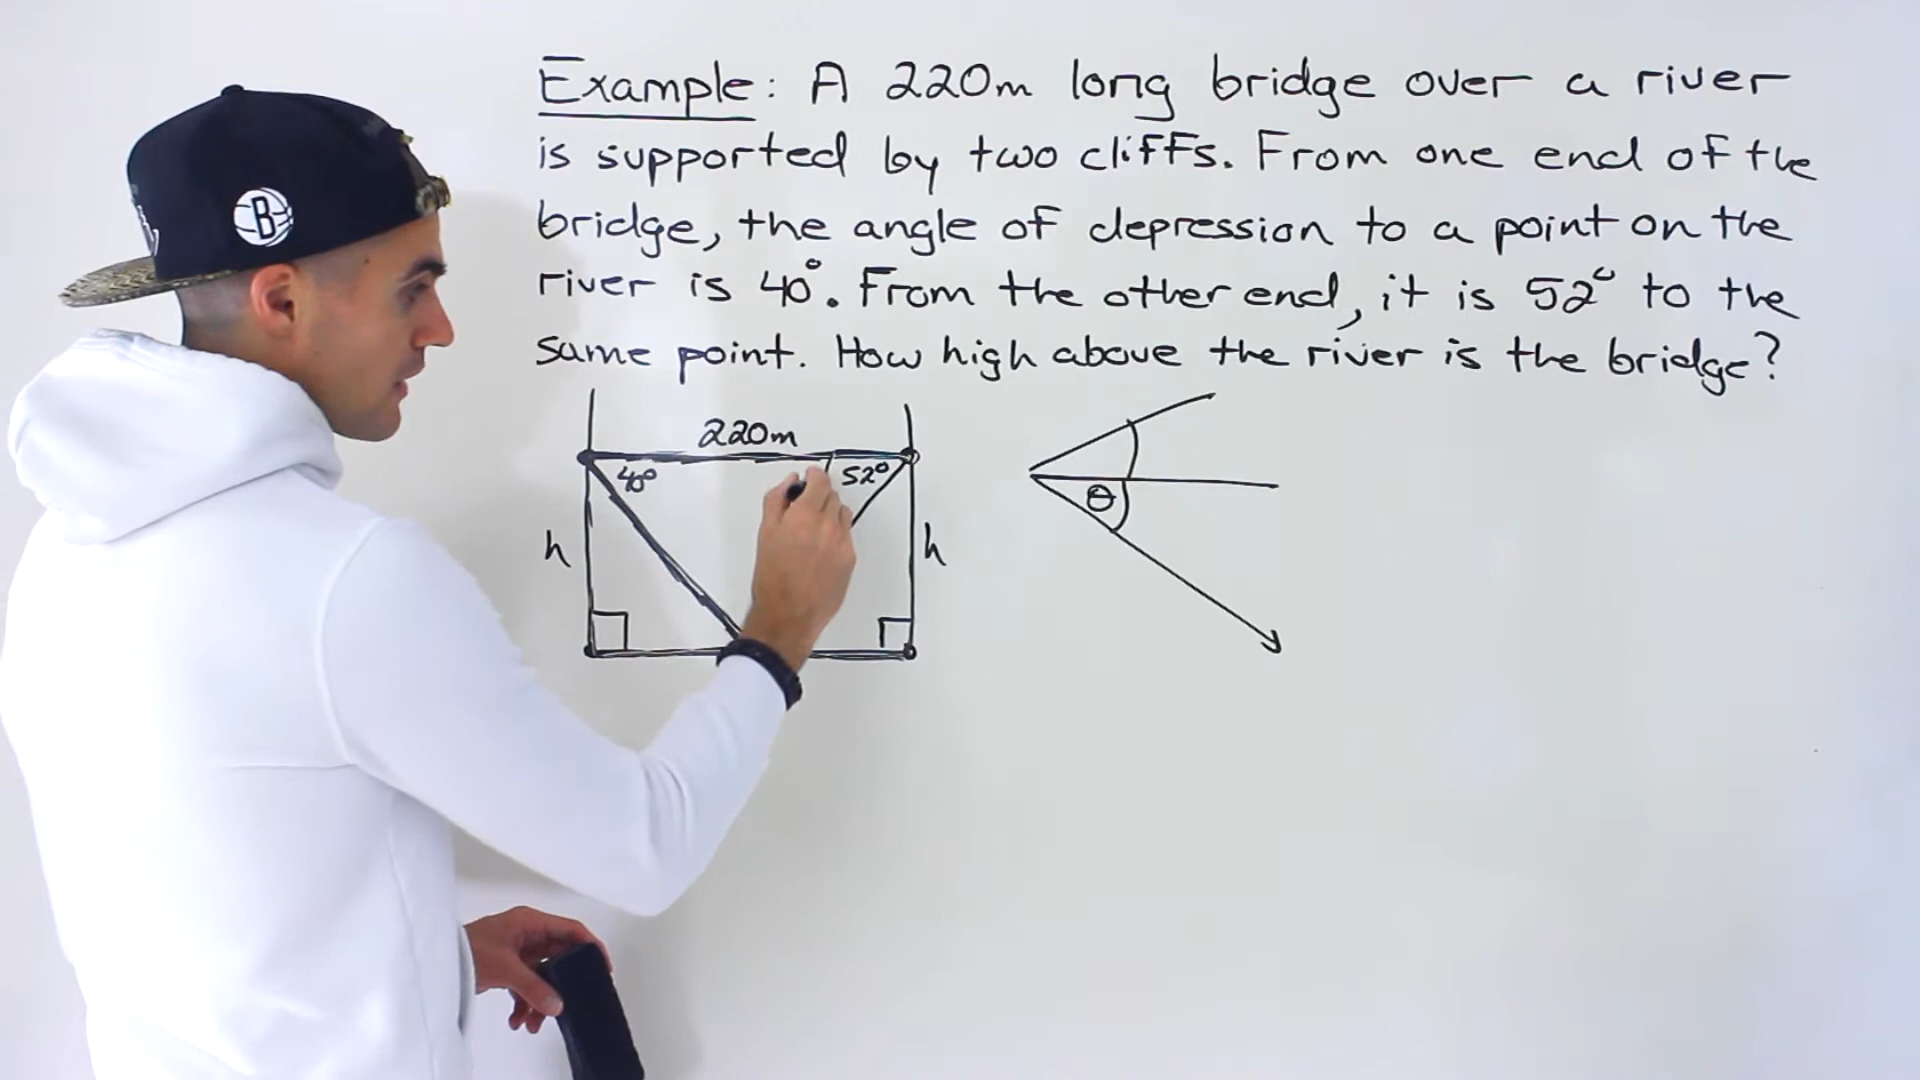 Example: A 220m long bridge over a river
is supported by two cliffs. From one end of the
bridge, the angle of depression to a point on the
river is 40°. From the other end, it is 52° to the
same point. How high above the river is the bridge?
220m
40° 52°
h h
θ
B